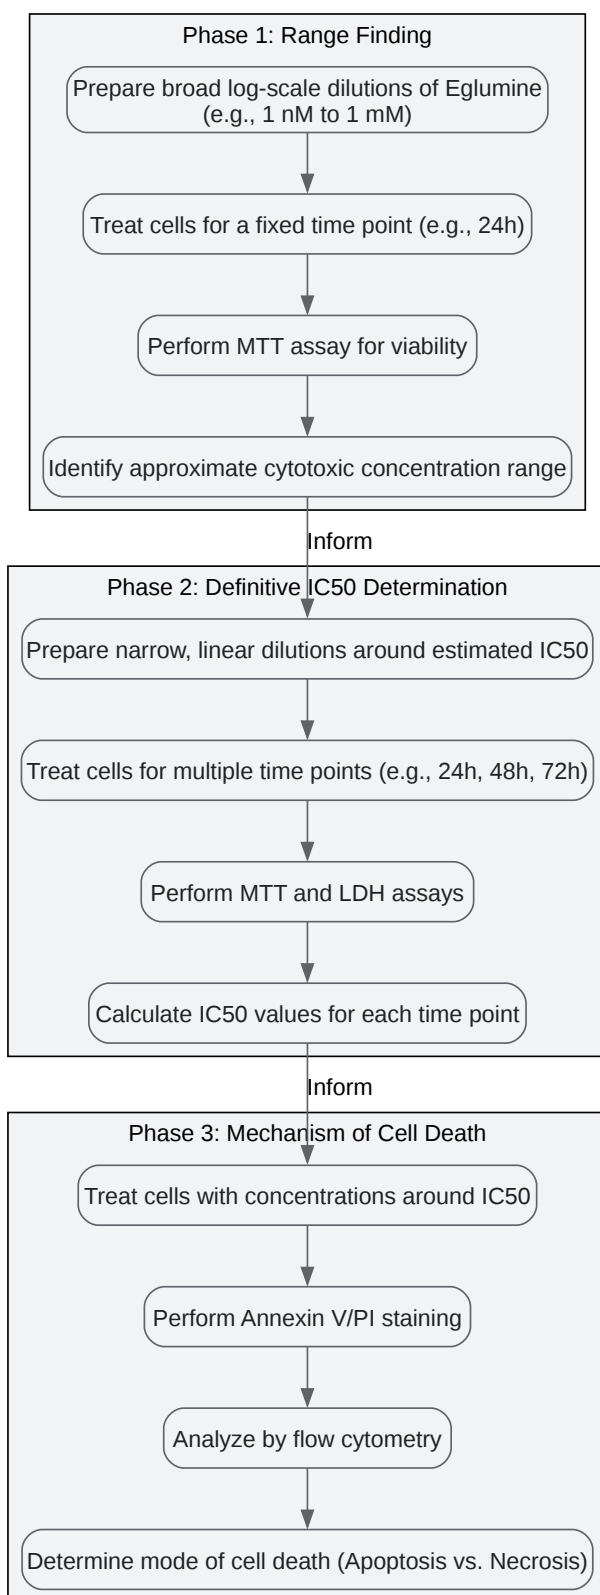 Phase 1: Range Finding
Prepare broad log-scale dilutions of Eglumine
(e.g., 1 nM to 1 mM)
Treat cells for a fixed time point (e.g., 24h)
Perform MTT assay for viability
Identify approximate cytotoxic concentration range
Inform
Phase 2: Definitive IC50 Determination
Prepare narrow, linear dilutions around estimated IC50
Treat cells for multiple time points (e.g., 24h, 48h, 72h)
Perform MTT and LDH assays
Calculate IC50 values for each time point
Inform
Phase 3: Mechanism of Cell Death
Treat cells with concentrations around IC50
Perform Annexin V/PI staining
Analyze by flow cytometry
Determine mode of cell death (Apoptosis vs. Necrosis)